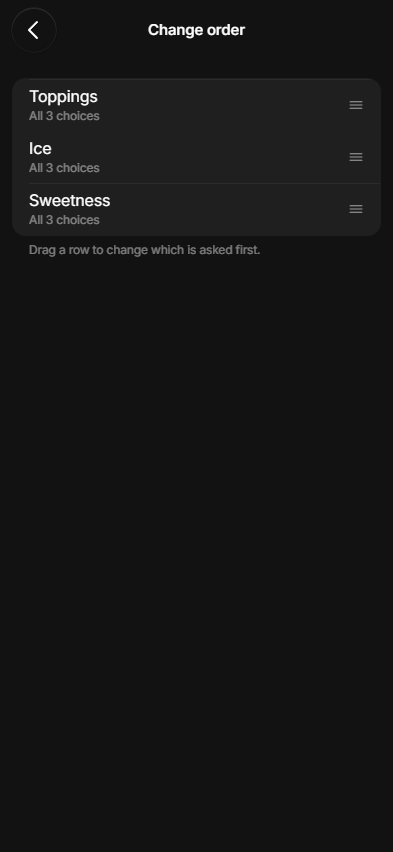 Change order
Toppings
All 3 choices
Ice
All 3 choices
Sweetness
All 3 choices
Drag a row to change which is asked first.